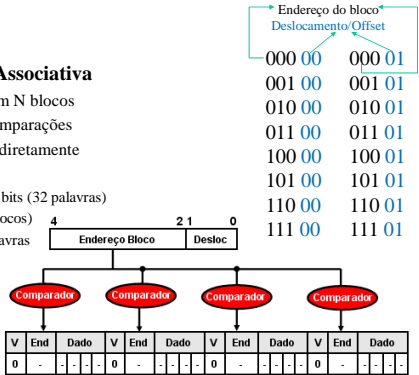 Endereço do bloco
Deslocamento/Offset
000 00 000 01
001 00 001 01
010 00 010 01
011 00 011 01
100 00 100 01
101 00 101 01
110 00 110 01
111 00 111 01
Associativa
N blocos
diretamente
bits (32 palavras)
4 2 1 0
Endereço Bloco Desloc
Comparador Comparador Comparador Comparador
V End Dado V End Dado V End Dado V End Dado
0 - - - - - 0 - - - - - 0 - - - - - 0 - - - - -